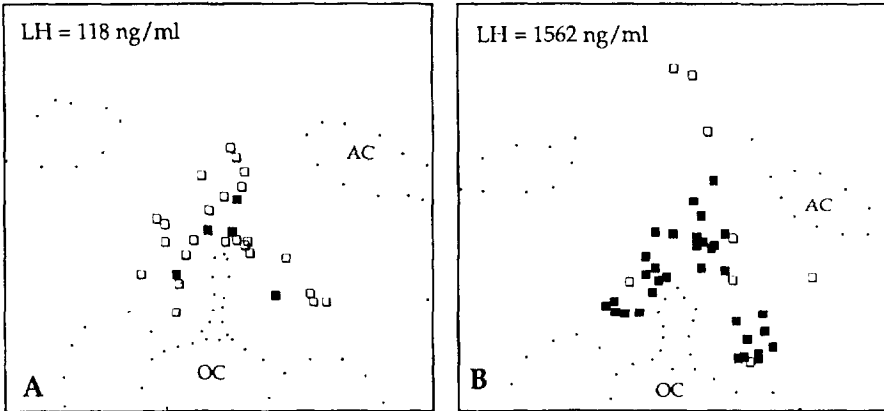 LH = 118 ng/ml
AC
OC
A
LH = 1562 ng/ml
AC
OC
B